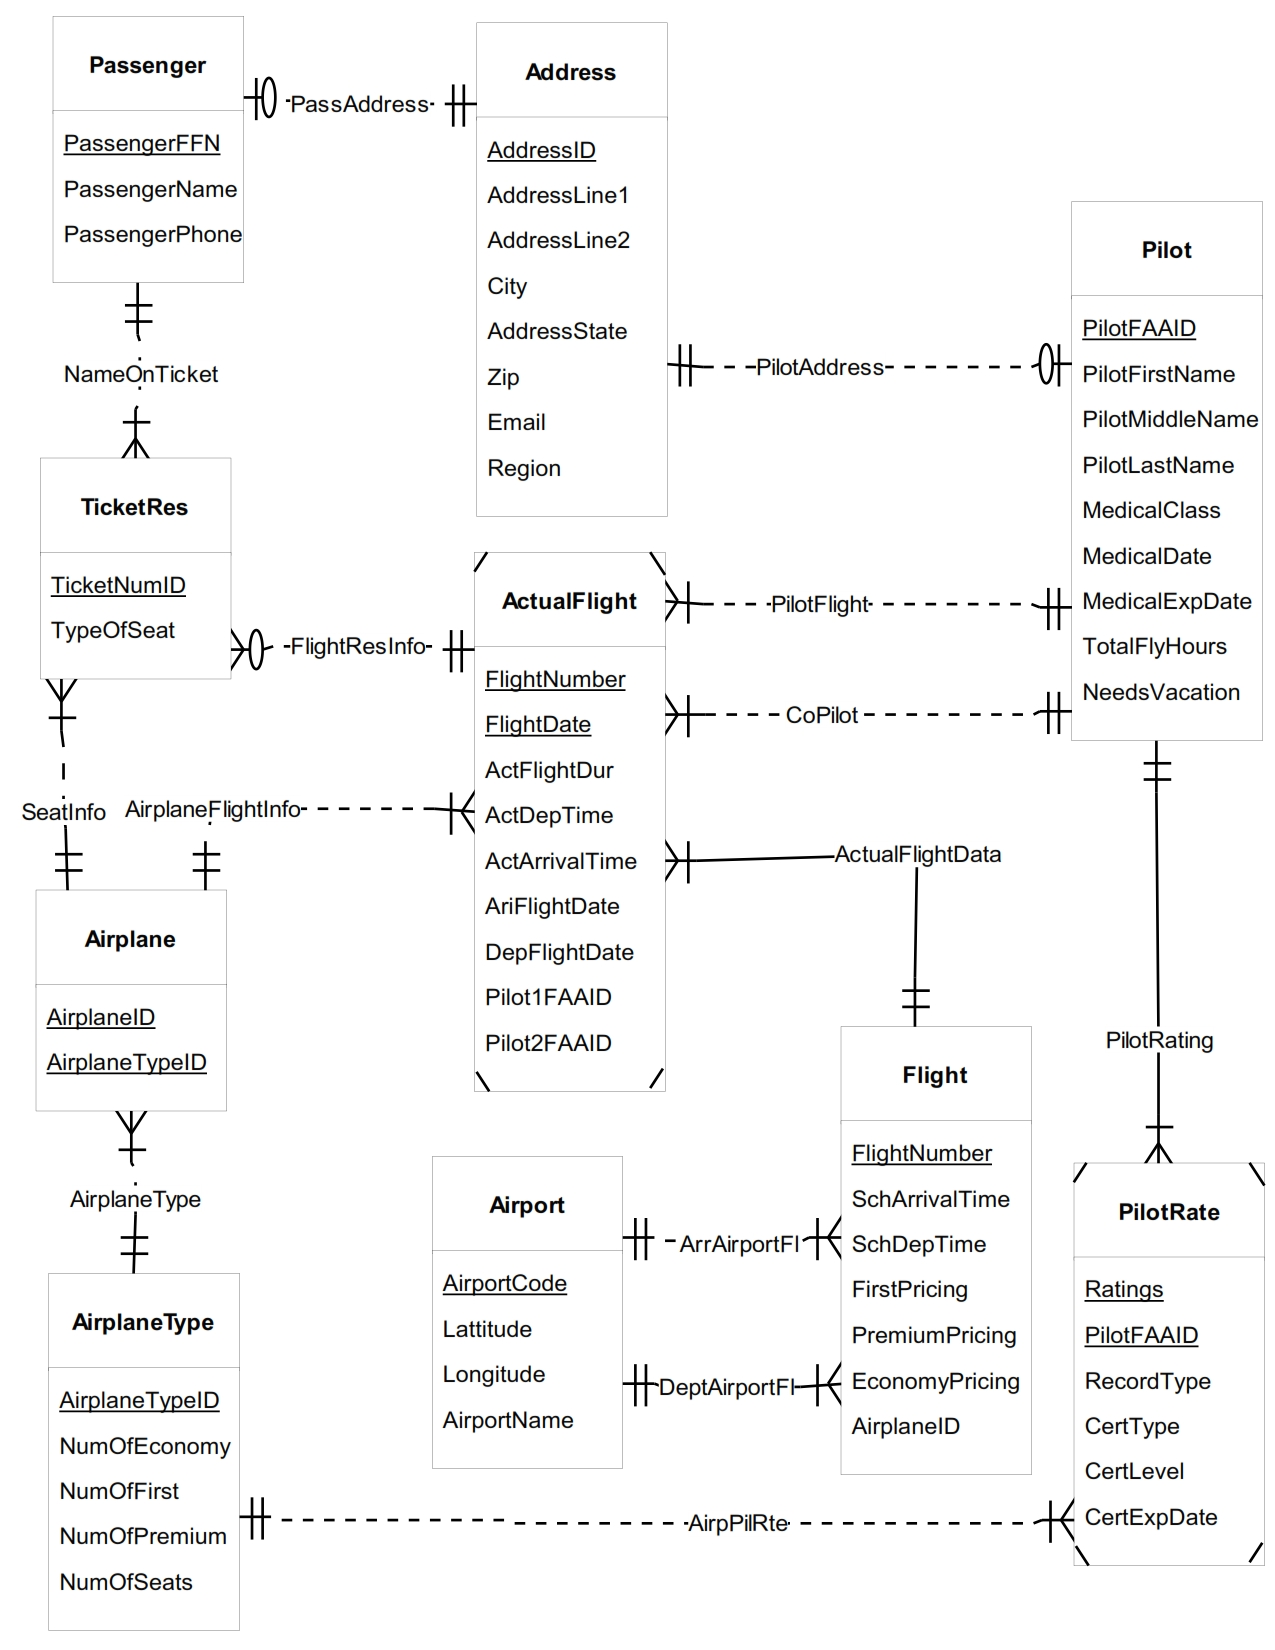 Passenger
PassengerFFN
PassengerName
PassengerPhone
PassAddress
Address
AddressID
AddressLine1
AddressLine2
City
AddressState
Zip
Email
Region
Pilot
PilotFAAID
PilotFirstName
PilotMiddleName
PilotLastName
MedicalClass
MedicalDate
MedicalExpDate
TotalFlyHours
NeedsVacation
PilotAddress
NameOnTicket
TicketRes
TicketNumID
TypeOfSeat
FlightResInfo
ActualFlight
FlightNumber
FlightDate
ActFlightDur
ActDepTime
ActArrivalTime
AriFlightDate
DepFlightDate
Pilot1FAAID
Pilot2FAAID
PilotFlight
CoPilot
SeatInfo
AirplaneFlightInfo
ActualFlightData
Airplane
AirplaneID
AirplaneTypeID
PilotRating
Flight
FlightNumber
SchArrivalTime
SchDepTime
FirstPricing
PremiumPricing
EconomyPricing
AirplaneID
Airport
AirportCode
Lattitude
Longitude
AirportName
ArrAirportFl
DeptAirportFl
PilotRate
Ratings
PilotFAAID
RecordType
CertType
CertLevel
CertExpDate
AirplaneType
AirplaneType
AirplaneTypeID
NumOfEconomy
NumOfFirst
NumOfPremium
NumOfSeats
AirpPilRte